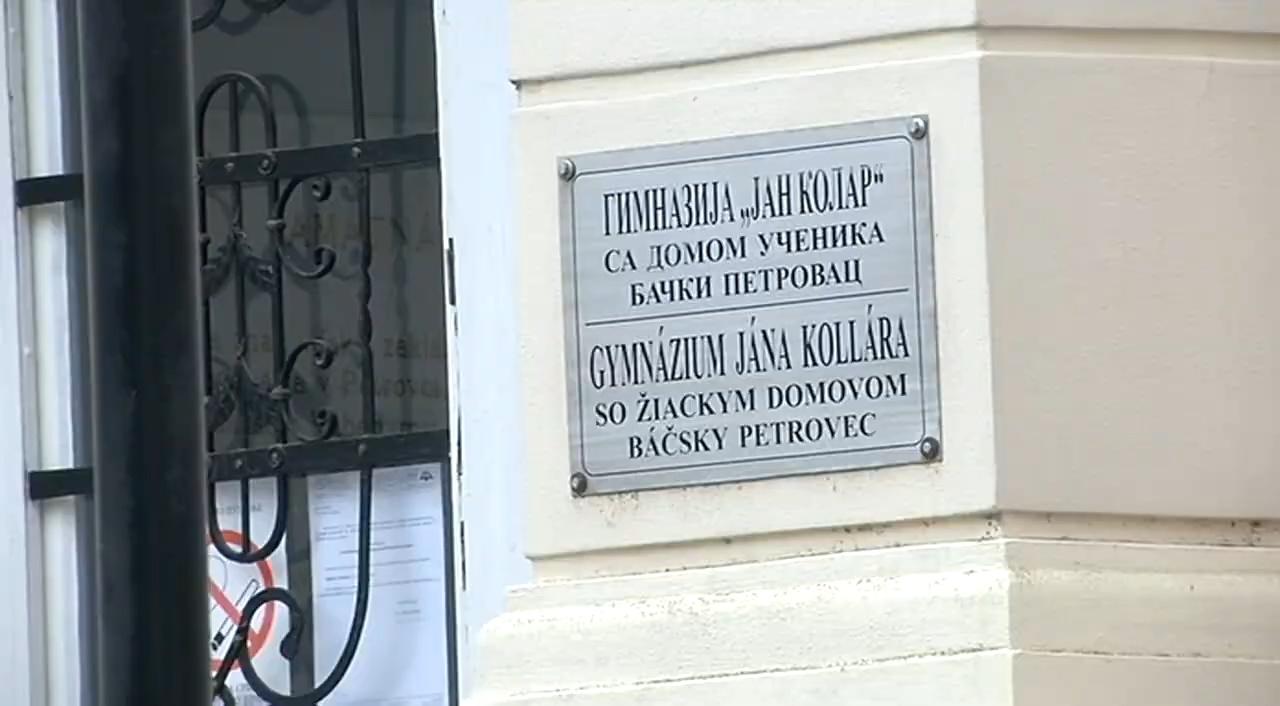 ГИМНАЗИЈА „ЈАН КОЛАР“
СА ДОМОМ УЧЕНИКА
БАЧКИ ПЕТРОВАЦ
GYMNÁZIUM JÁNA KOLLÁRA
SO ŽIACKYM DOMOVOM
BÁČSKY PETROVEC